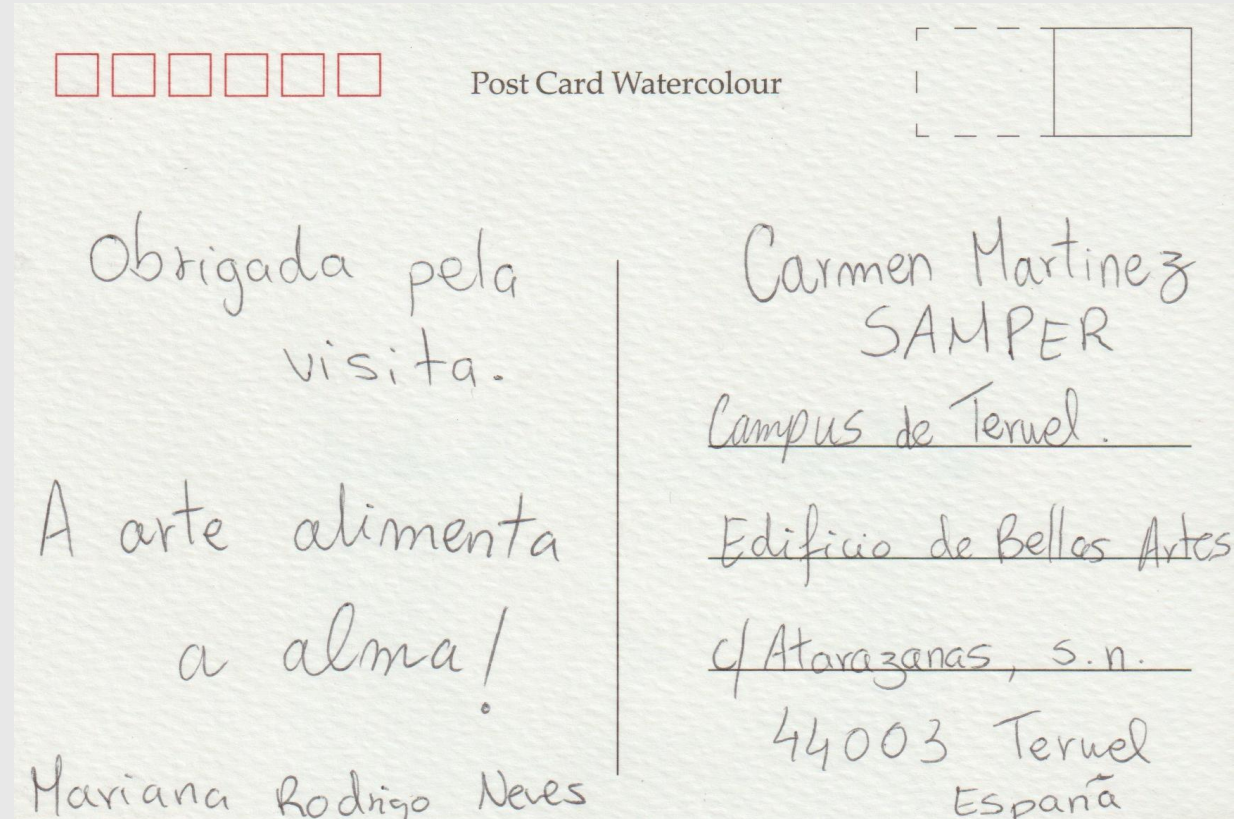 Post Card Watercolour
Obrigada pela
visita.
A arte alimenta
a alma!
Mariana Rodrigo Neves
Carmen Martinez
SAMPER
Campus de Teruel.
Edificio de Bellas Artes
c/ Atarazanas, s.n.
44003 Teruel
España